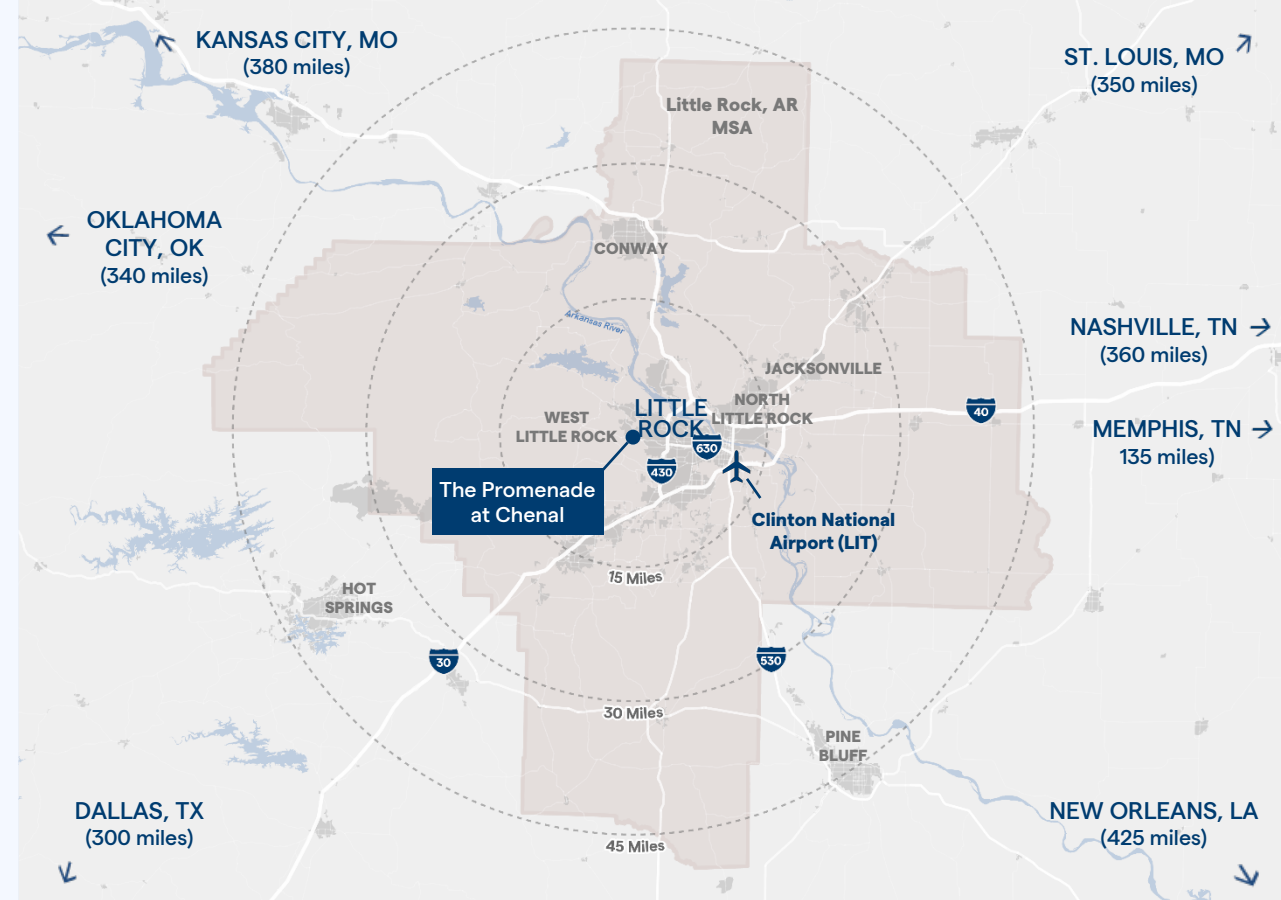 KANSAS CITY, MO
(380 miles)
ST. LOUIS, MO
(350 miles)
Little Rock, AR
MSA
OKLAHOMA
CITY, OK
(340 miles)
CONWAY
Arkansas River
NASHVILLE, TN
(360 miles)
JACKSONVILLE
NORTH
LITTLE ROCK
WEST
LITTLE ROCK
LITTLE
ROCK
40
MEMPHIS, TN
135 miles)
630
430
The Promenade
at Chenal
Clinton National
Airport (LIT)
15 Miles
HOT
SPRINGS
30
530
30 Miles
PINE
BLUFF
DALLAS, TX
(300 miles)
NEW ORLEANS, LA
(425 miles)
45 Miles